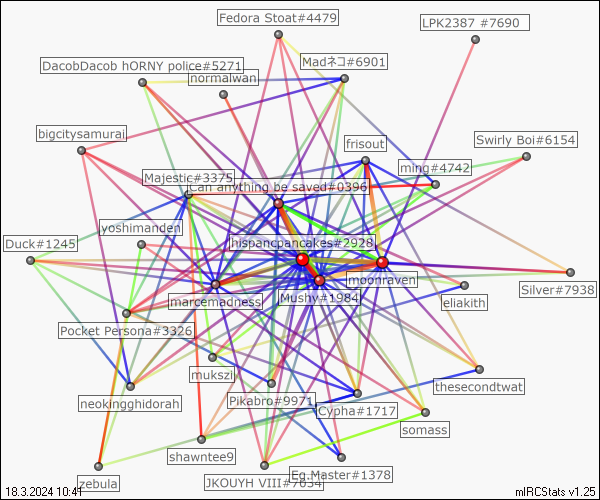 Fedora Stoat#4479
LPK2387 #7690
Madネコ#6901
DacobDacob hORNY police#5271
normalwan
bigcitysamurai
frisout
Swirly Boi#6154
ming#4742
Majestic#3375
Can anything be saved#0396
yoshimanden
hispancpancakes#2928
Duck#1245
moonraven
Silver#7938
marcemadness
Mushy#1984
eliakith
Pocket Persona#3326
mukszi
thesecondtwat
Pikabro#9971
neokingghidorah
Cypha#1717
somass
shawntee9
Eg.Master#1378
zebula
JKOUYH VIII#7034
18.3.2024 10:41
mIRCStats v1.25